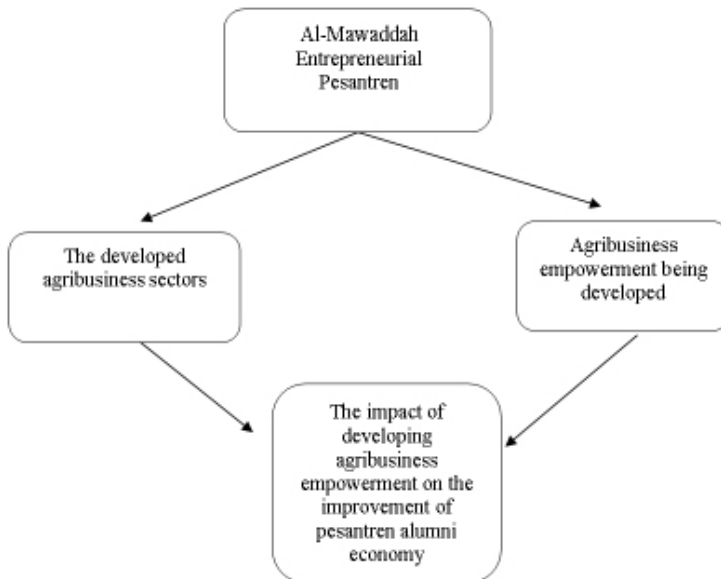 Al-Mawaddah
Entrepreneurial
Pesantren
The developed
agribusiness sectors
Agribusiness
empowerment being
developed
The impact of
developing
agribusiness
empowerment on the
improvement of
pesantren alumni
economy